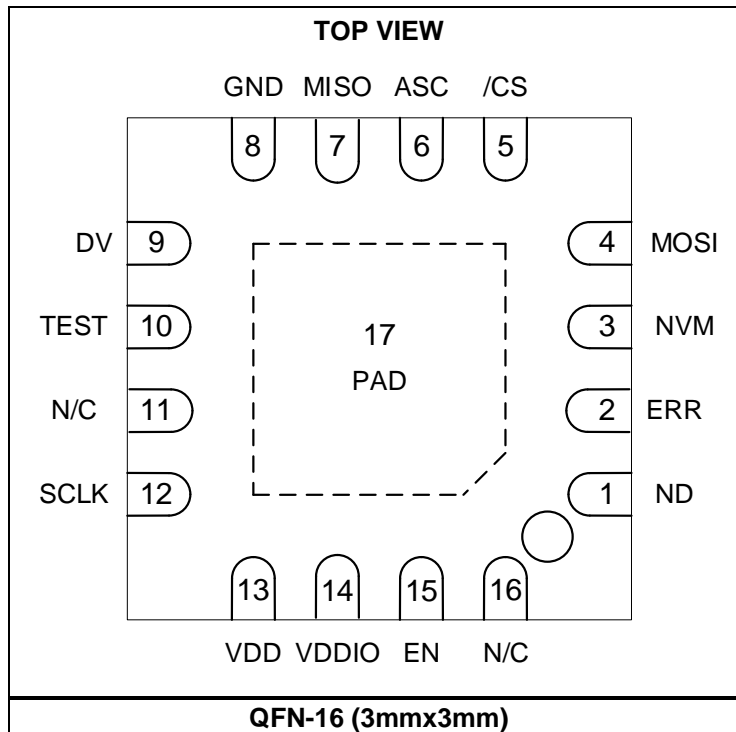 TOP VIEW
GND MISO ASC /CS
8 7 6 5
DV 9 4 MOSI
TEST 10 17 3 NVM
PAD
N/C 11 2 ERR
SCLK 12 1 ND
13 14 15 16
VDD VDDIO EN N/C
QFN-16 (3mmx3mm)